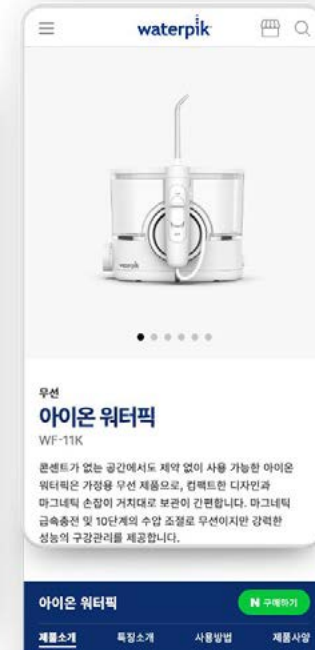 waterpik
waterpik
무선
아이온 워터픽
WF-11K
콘센트가 없는 공간에서도 제약 없이 사용 가능한 아이온
워터픽은 가정용 무선 제품으로, 컴팩트한 디자인과
마그네틱 손잡이 거치대로 보관이 간편합니다. 마그네틱
급속충전 및 10단계의 수압 조절로 무선이지만 강력한
성능의 구강관리를 제공합니다.
아이온 워터픽
N 구매하기
제품소개 특징소개 사용방법 제품사양